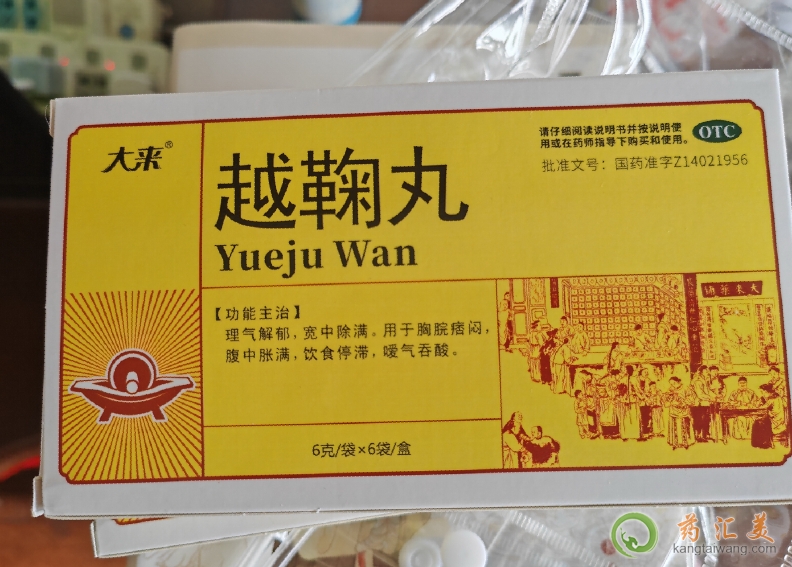 大来®
请仔细阅读说明书并按说明使
用或在药师指导下购买和使用。
OTC
批准文号：国药准字Z14021956
越鞠丸
Yueju Wan
【功能主治】
理气解郁，宽中除满。用于胸脘痞闷，
腹中胀满，饮食停滞，嗳气吞酸。
6克/袋×6袋/盒
药汇美
kangtaiwang.com